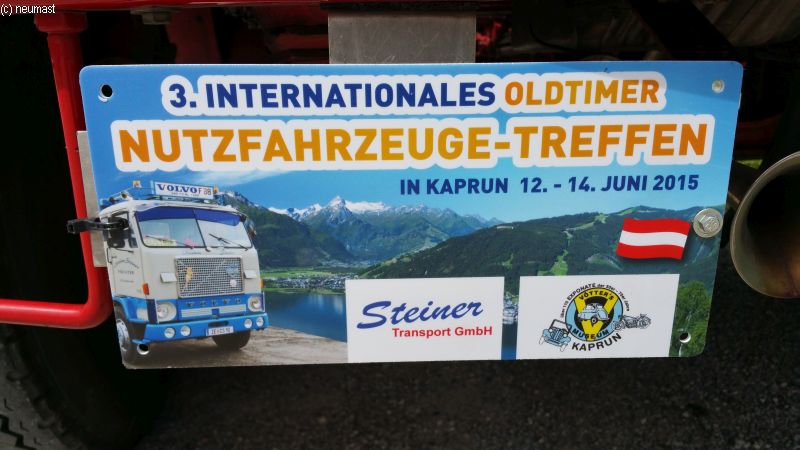 (c) neumast
3. INTERNATIONALES OLDTIMER
NUTZFAHRZEUGE-TREFFEN
IN KAPRUN 12. - 14. JUNI 2015
VOLVO F 88
Steiner
Transport GmbH
VÖTTER'S
MUSEUM
KAPRUN